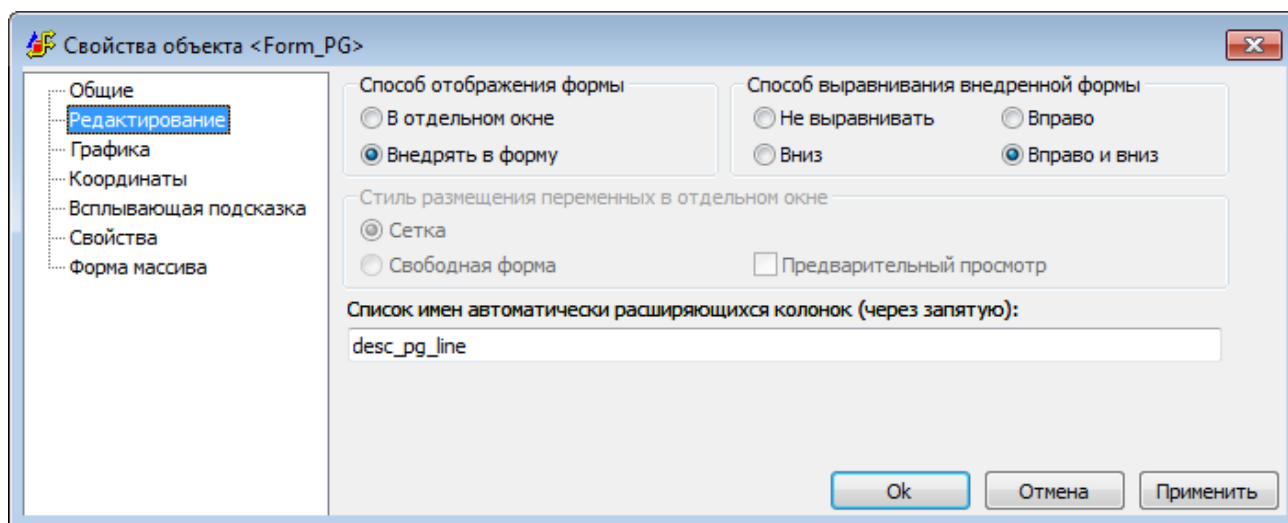 Свойства объекта <Form_PG>
Общие
Редактирование
Графика
Координаты
Всплывающая подсказка
Свойства
Форма массива
Способ отображения формы
В отдельном окне
Внедрять в форму
Способ выравнивания внедренной формы
Не выравнивать
Вправо
Вниз
Вправо и вниз
Стиль размещения переменных в отдельном окне
Сетка
Свободная форма
Предварительный просмотр
Список имен автоматически расширяющихся колонок (через запятую):
desc_pg_line
Ok
Отмена
Применить